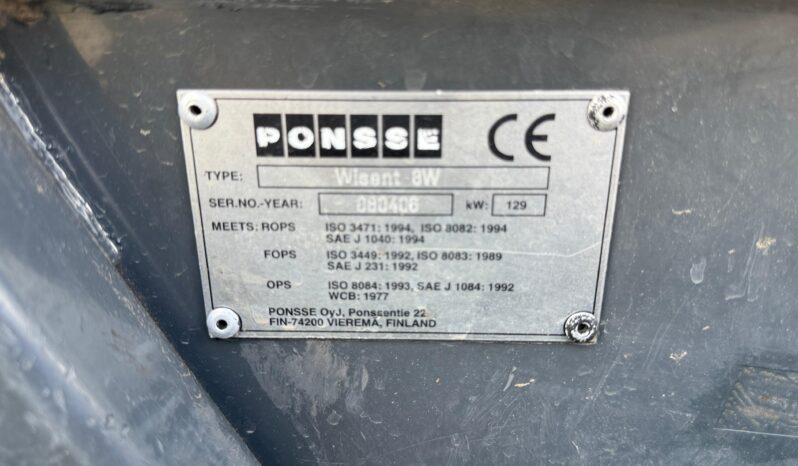 PONSSE CE
TYPE: Wisent 8W
SER.NO.-YEAR: 080406 kW: 129
MEETS: ROPS ISO 3471: 1994, ISO 8082: 1994
SAE J 1040: 1994
FOPS ISO 3449: 1992, ISO 8083: 1989
SAE J 231: 1992
OPS ISO 8084: 1993, SAE J 1084: 1992
WCB: 1977
PONSSE OyJ, Ponssentie 22
FIN-74200 VIEREMÄ, FINLAND